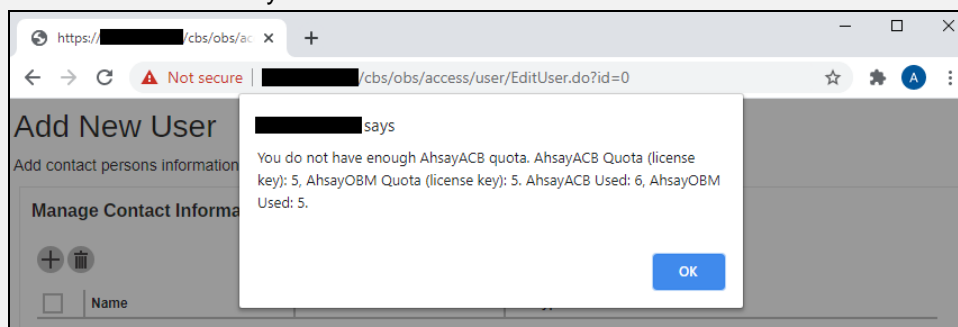 https:// /cbs/obs/ac
Not secure | /cbs/obs/access/user/EditUser.do?id=0 A
Add New User
says
Add contact persons information
You do not have enough AhsayACB quota. AhsayACB Quota (license
key): 5, AhsayOBM Quota (license key): 5. AhsayACB Used: 6, AhsayOBM
Used: 5.
Manage Contact Informa
OK
Name